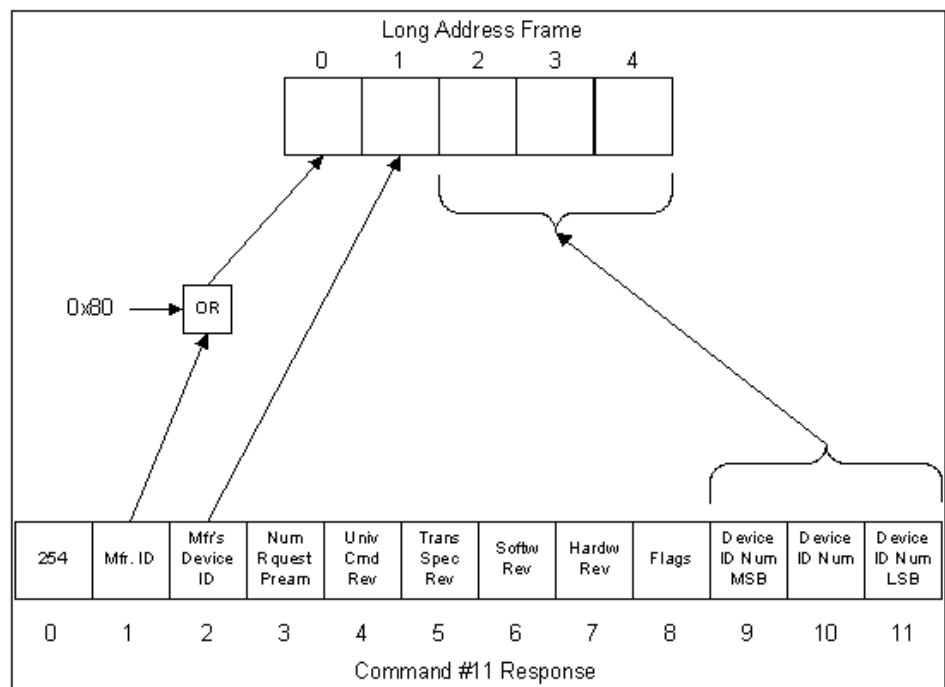 Long Address Frame
0 1 2 3 4
0x80
OR
254
Mfr. ID
Mfr's
Device
ID
Num
Rquest
Pream
Univ
Cmd
Rev
Trans
Spec
Rev
Softw
Rev
Hardw
Rev
Flags
Device
ID Num
MSB
Device
ID Num
Device
ID Num
LSB
0 1 2 3 4 5 6 7 8 9 10 11
Command #11 Response